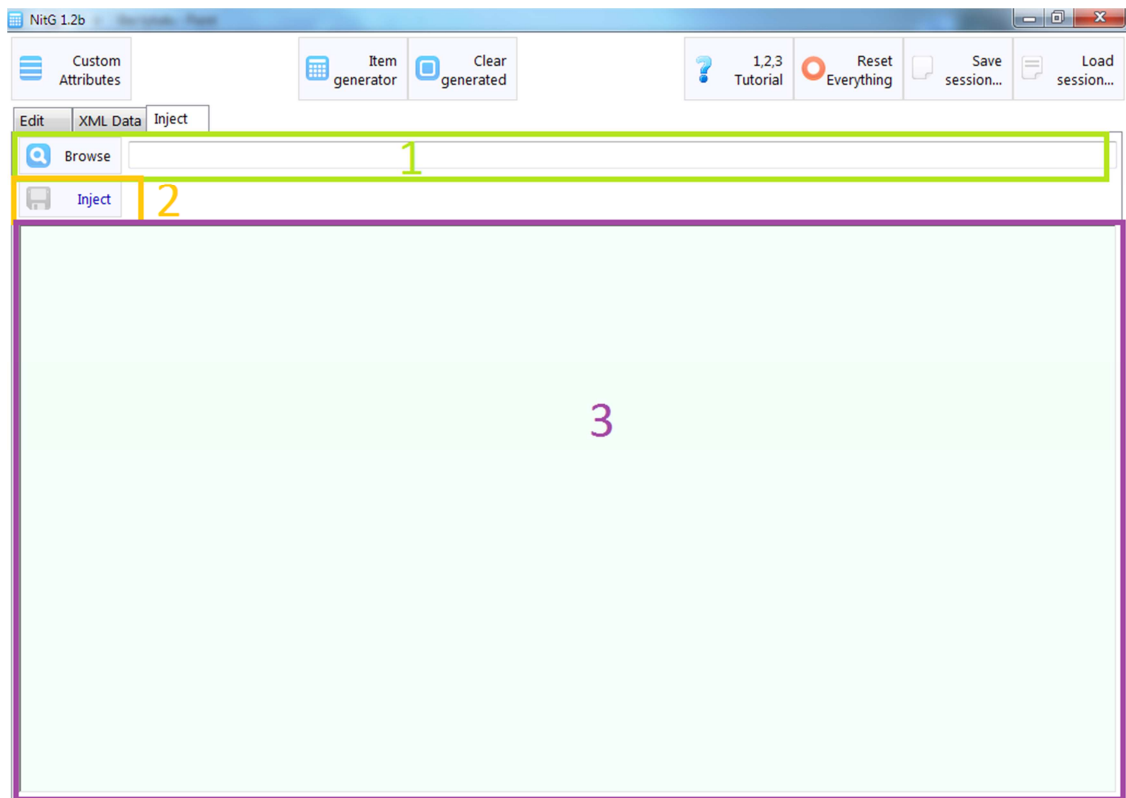 NitG 1.2b
Custom Attributes
Item generator
Clear generated
1,2,3 Tutorial
Reset Everything
Save session...
Load session...
Edit
XML Data
Inject
Browse
1
Inject
2
3